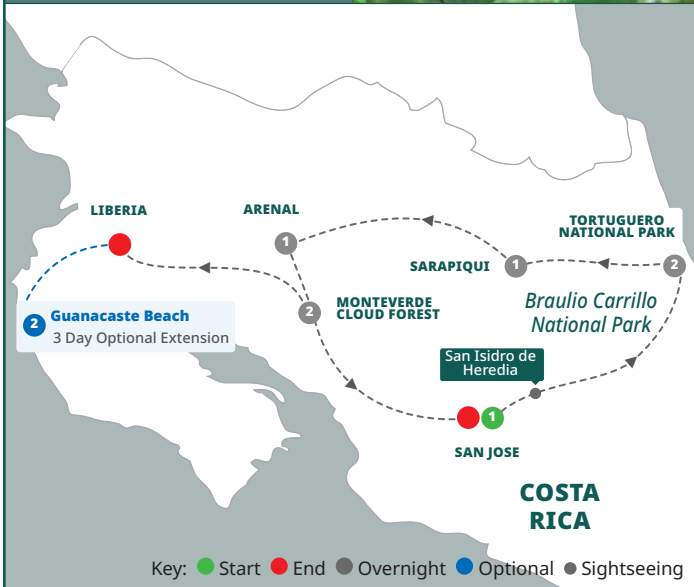 LIBERIA
ARENAL
1
TORTUGUERO
NATIONAL PARK
SARAPIQUI
1
2
2
Guanacaste Beach
3 Day Optional Extension
2
MONTEVERDE
CLOUD FOREST
Braulio Carrillo
National Park
San Isidro de
Heredia
1
SAN JOSE
COSTA
RICA
Key: Start End Overnight Optional Sightseeing